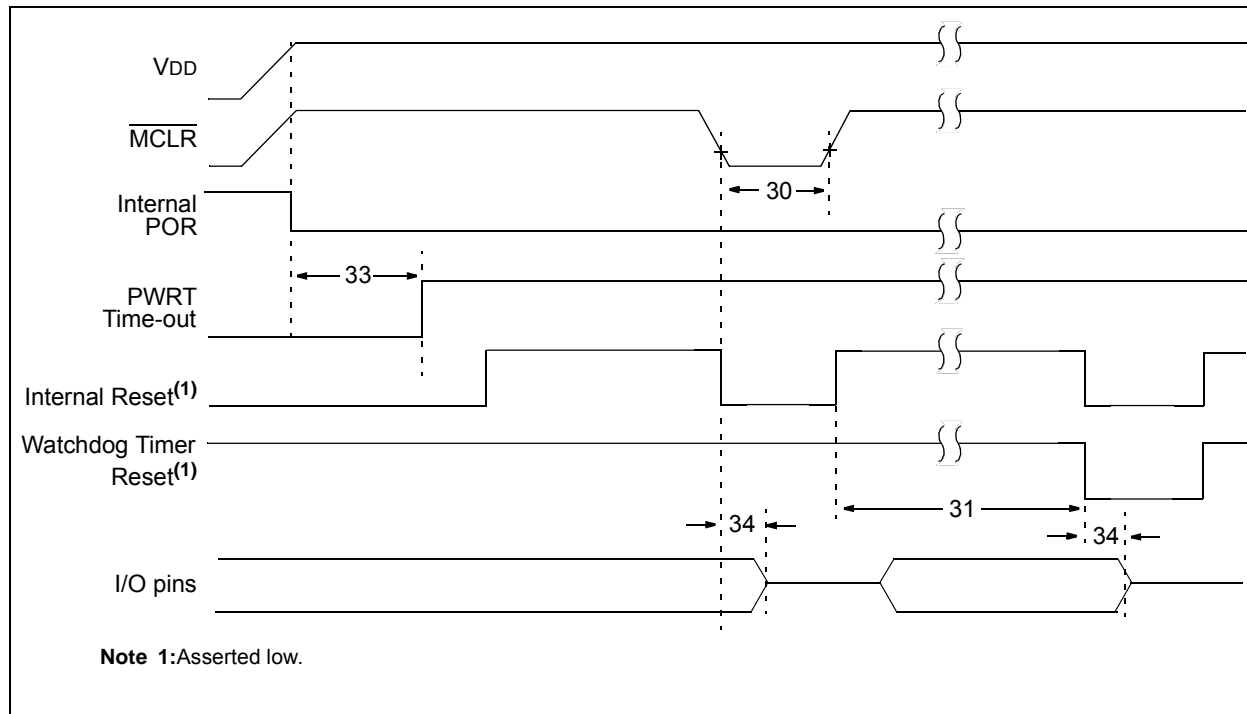 VDD
MCLR
30
Internal
POR
33
PWRT
Time-out
Internal Reset(1)
Watchdog Timer
Reset(1)
31
34
34
I/O pins
Note 1:Asserted low.